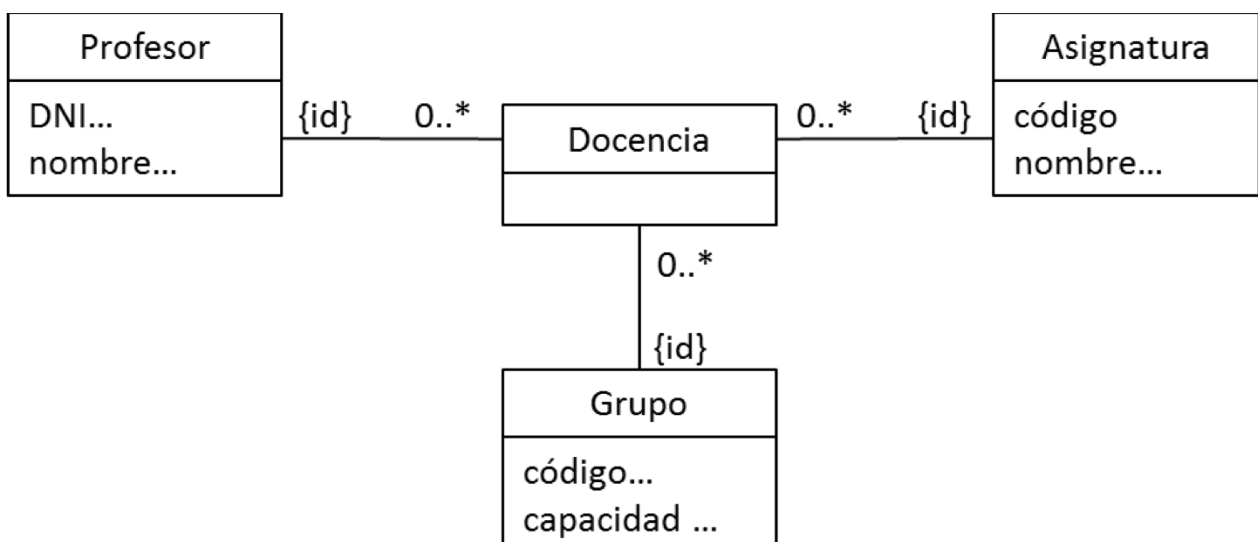 Profesor
DNI...
nombre...
{id}
0..*
Docencia
0..*
{id}
Asignatura
código
nombre...
0..*
{id}
Grupo
código...
capacidad ...